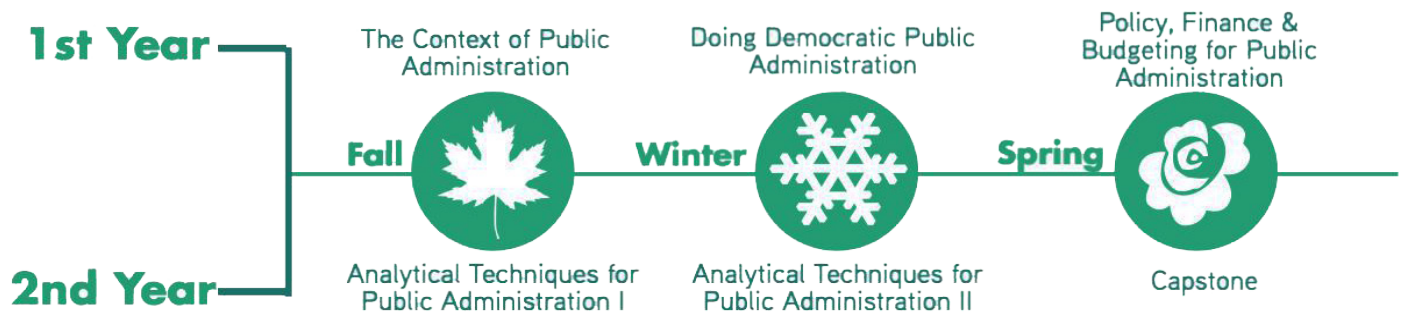 1st Year
The Context of Public
Administration
Doing Democratic Public
Administration
Policy, Finance &
Budgeting for Public
Administration
Fall
Winter
Spring
2nd Year
Analytical Techniques for
Public Administration I
Analytical Techniques for
Public Administration II
Capstone